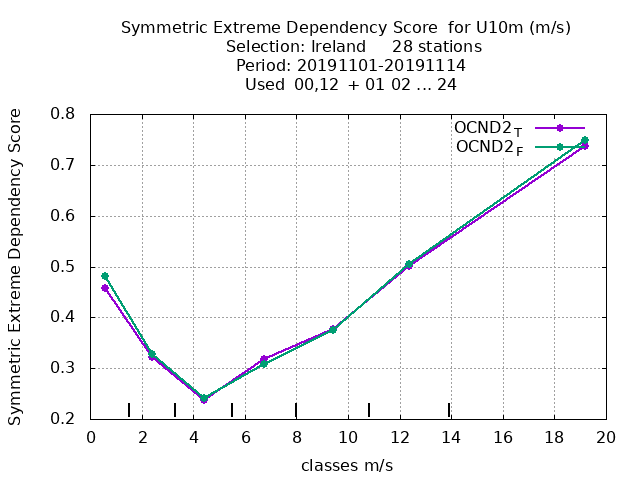 Symmetric Extreme Dependency Score  for U10m (m/s)
Selection: Ireland     28 stations
Period: 20191101-20191114
Used  00,12  + 01 02 ... 24
OCND2T
OCND2F
Symmetric Extreme Dependency Score
0.8
0.7
0.6
0.5
0.4
0.3
0.2
0 2 4 6 8 10 12 14 16 18 20
classes m/s